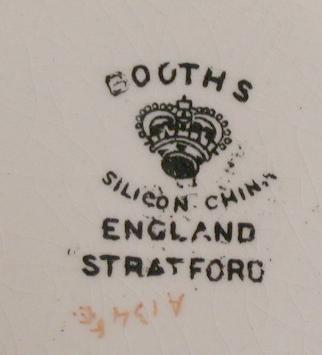 BOOTHS
SILICON CHINA
ENGLAND
STRATFORD